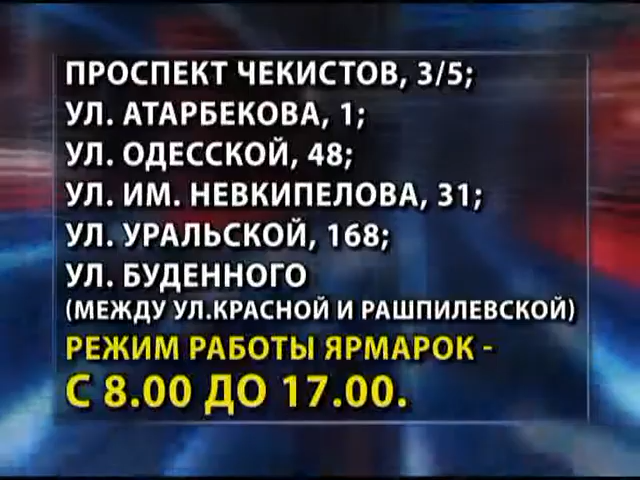 ПРОСПЕКТ ЧЕКИСТОВ, 3/5;
УЛ. АТАРБЕКОВА, 1;
УЛ. ОДЕССКОЙ, 48;
УЛ. ИМ. НЕВКИПЕЛОВА, 31;
УЛ. УРАЛЬСКОЙ, 168;
УЛ. БУДЕННОГО
(МЕЖДУ УЛ.КРАСНОЙ И РАШПИЛЕВСКОЙ)
РЕЖИМ РАБОТЫ ЯРМАРОК -
С 8.00 ДО 17.00.